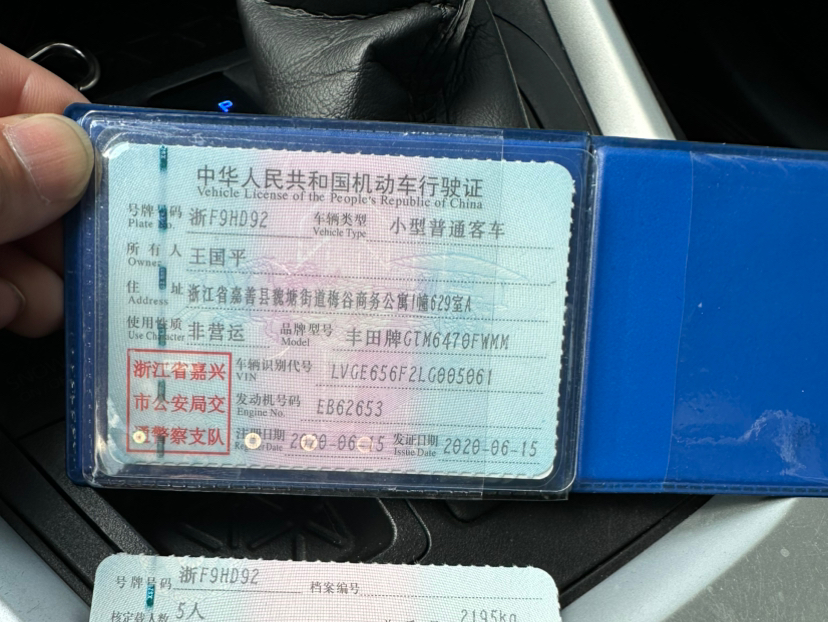 中华人民共和国机动车行驶证
Vehicle License of the People's Republic of China
号牌号码 浙F9HD92 车辆类型 小型普通客车
Plate No. Vehicle Type
所有人 王国平
Owner
住址 浙江省嘉善县魏塘街道梅谷商务公寓1幢629室A
Address
使用性质 非营运 品牌型号 丰田牌GTM6470FWMM
Use Character Model
浙江省嘉兴
市公安局交
通警察支队
车辆识别代号 LVGE656F2LG005061
VIN
发动机号码 EB62653
Engine No.
注册日期 2020-06-15 发证日期 2020-06-15
Register Date Issue Date
号牌号码 浙F9HD92 档案编号
核定载人数 5人 2195kg